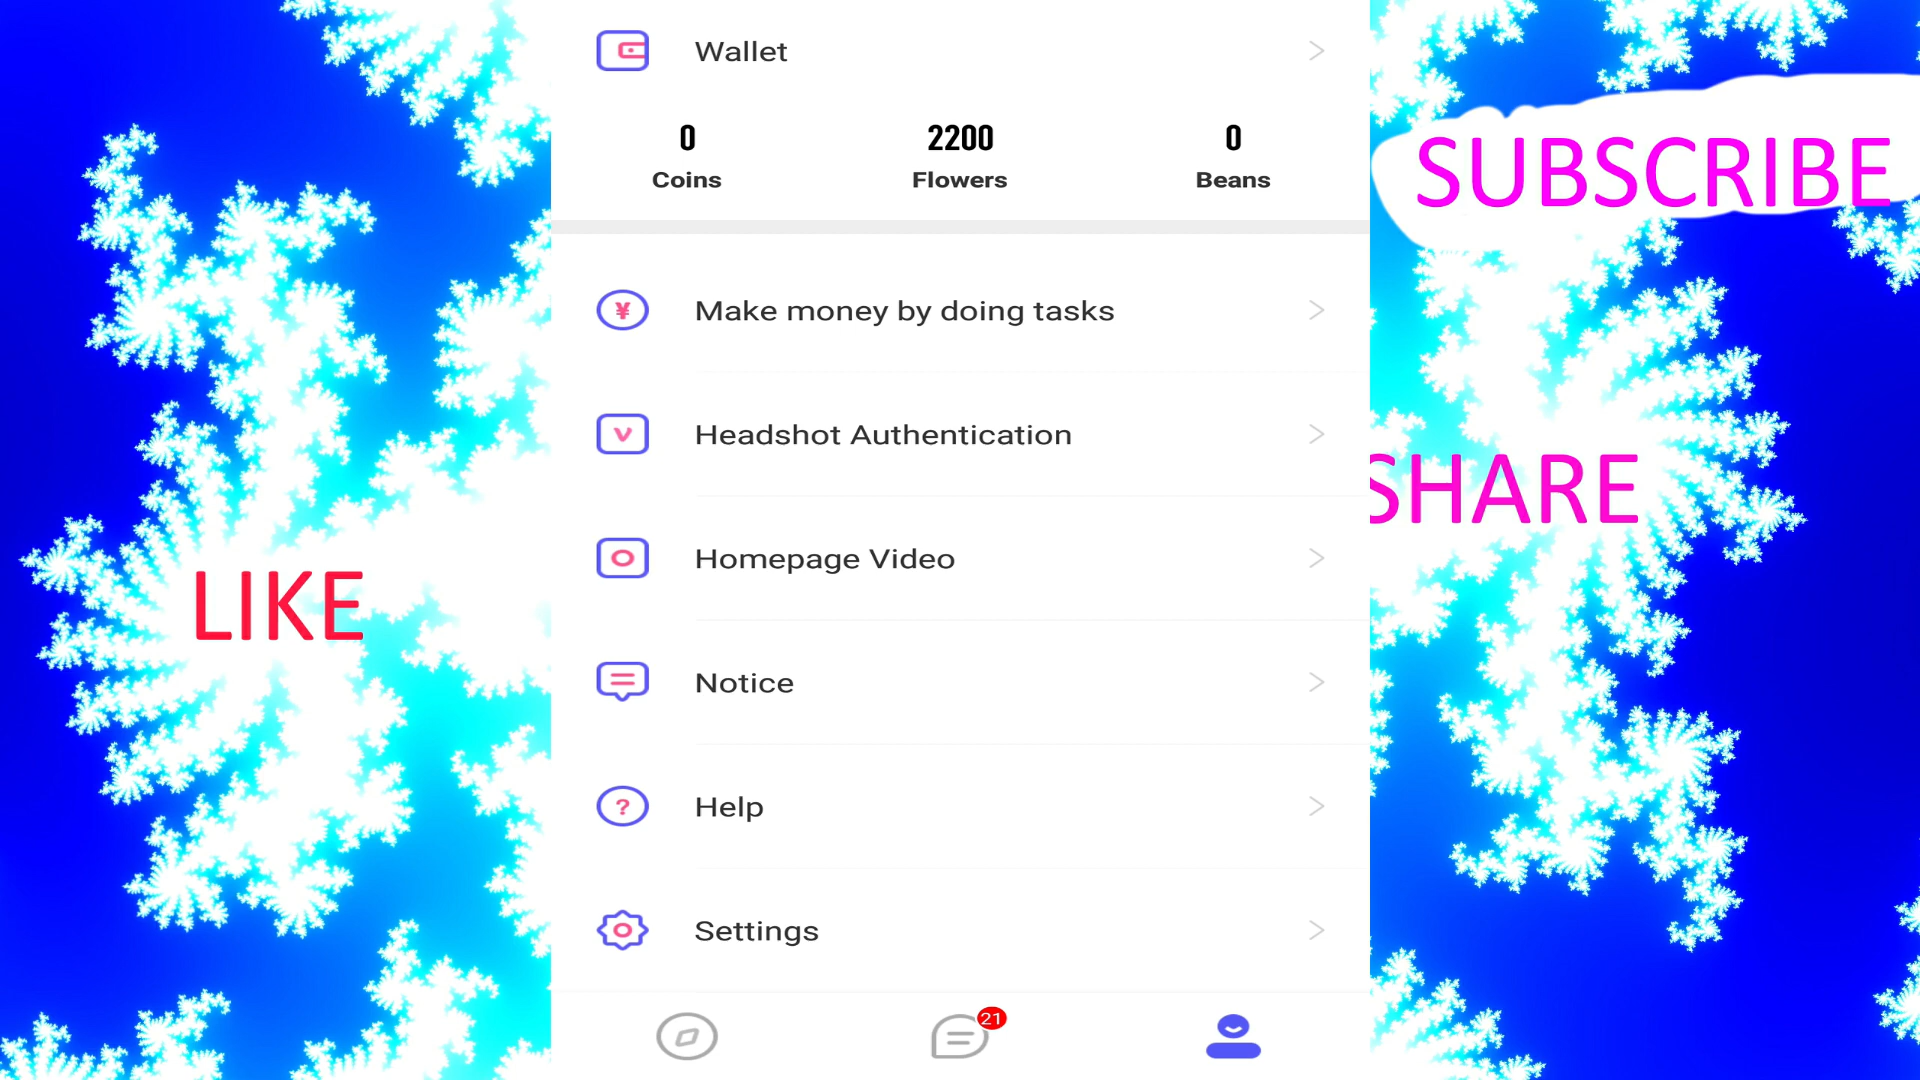 Wallet
0 2200 0
Coins Flowers Beans
SUBSCRIBE
¥ Make money by doing tasks
V Headshot Authentication
SHARE
Homepage Video
LIKE
Notice
? Help
Settings
21